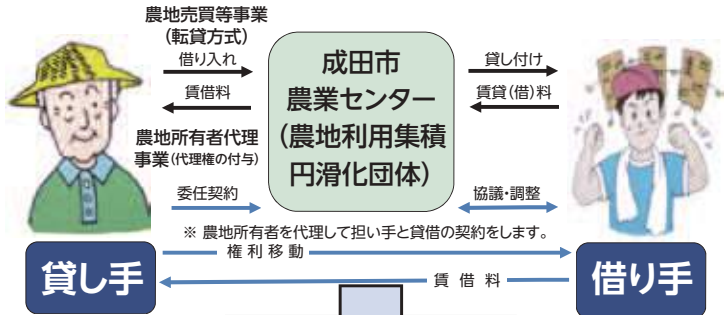 農地売買等事業
(転貸方式)
借り入れ
賃借料
農地所有者代理
事業(代理権の付与)
委任契約
成田市
農業センター
(農地利用集積
円滑化団体)
貸し付け
賃貸(借)料
協議・調整
※ 農地所有者を代理して担い手と貸借の契約をします。
権利移動
賃借料
貸し手
借り手